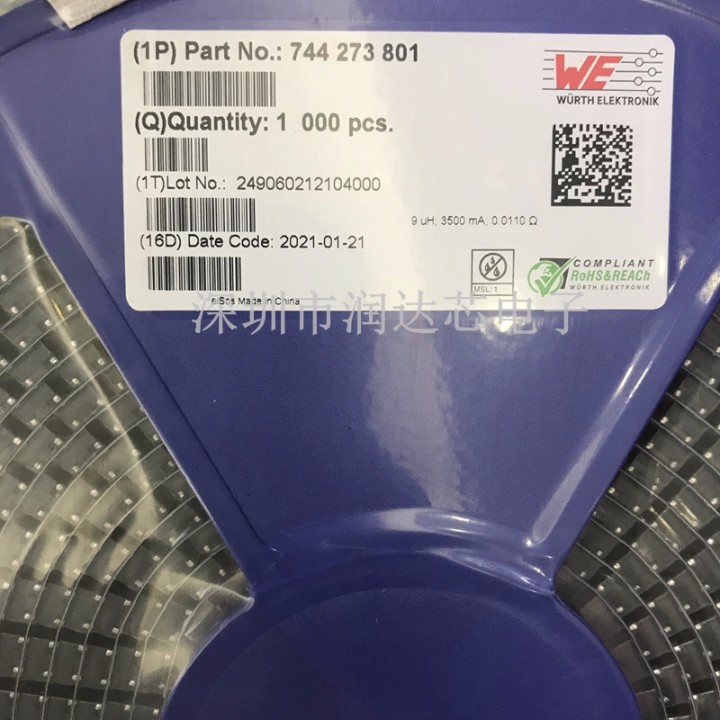 (1P) Part No.: 744 273 801
WE
WÜRTH ELEKTRONIK
(Q)Quantity: 1 000 pcs.
(1T)Lot No.: 249060212104000
9 uH, 3500 mA, 0.0110 Ω
(16D) Date Code: 2021-01-21
MSL: 1
COMPLIANT
RoHS&REACh
WÜRTH ELEKTRONIK
eiSos Made in China
深圳市润达芯电子